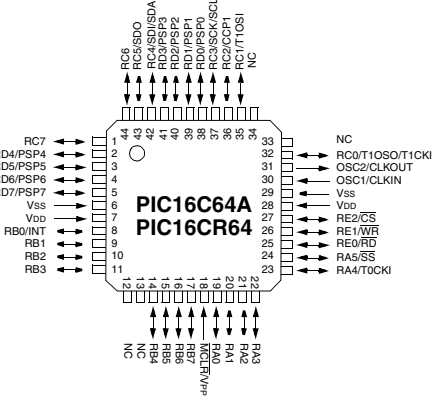 RC6
RC5/SDO
RC4/SDI/SDA
RD3/PSP3
RD2/PSP2
RD1/PSP1
RD0/PSP0
RC3/SCK/SCL
RC2/CCP1
RC1/T1OSI
NC
44 43 42 41 40 39 38 37 36 35 34
RC7 1
RD4/PSP4 2
RD5/PSP5 3
RD6/PSP6 4
RD7/PSP7 5
VSS 6
VDD 7
RB0/INT 8
RB1 9
RB2 10
RB3 11
PIC16C64A
PIC16CR64
33 NC
32 RC0/T1OSO/T1CKI
31 OSC2/CLKOUT
30 OSC1/CLKIN
29 VSS
28 VDD
27 RE2/CS
26 RE1/WR
25 RE0/RD
24 RA5/SS
23 RA4/T0CKI
12 13 14 15 16 17 18 19 20 21 22
NC
NC
RB4
RB5
RB6
RB7
MCLR/VPP
RA0
RA1
RA2
RA3